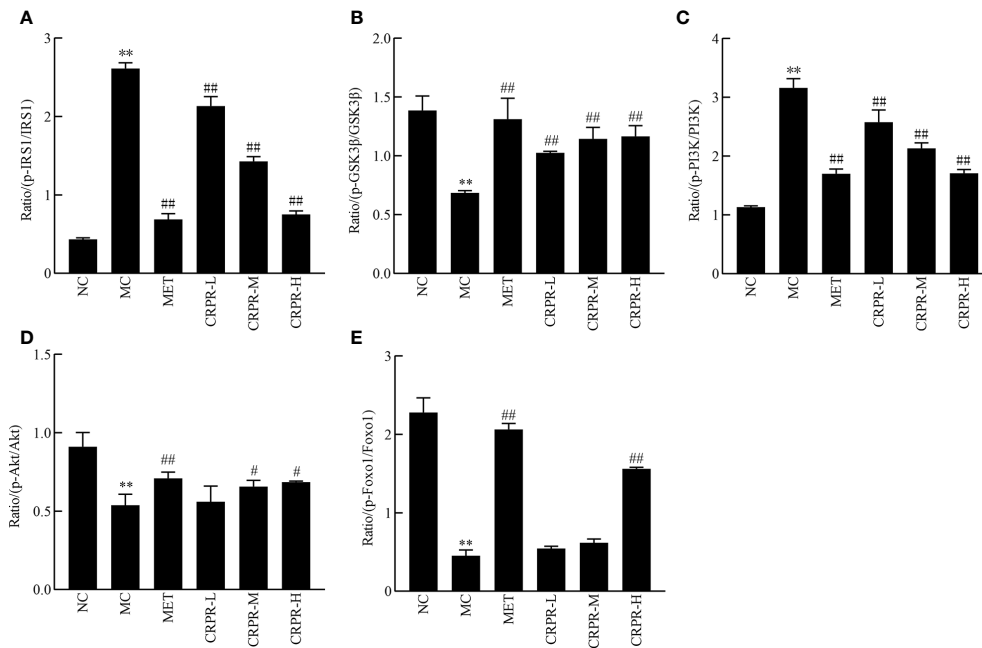 A
Ratio/(p-IRS1/IRS1)
3
2
1
0
**
##
##
##
##
NC
MC
MET
CRPR-L
CRPR-M
CRPR-H
B
Ratio/(p-GSK3β/GSK3β)
2.0
1.5
1.0
0.5
0.0
**
##
##
##
##
NC
MC
MET
CRPR-L
CRPR-M
CRPR-H
C
Ratio/(p-PI3K/PI3K)
4
3
2
1
0
**
##
##
##
##
NC
MC
MET
CRPR-L
CRPR-M
CRPR-H
D
Ratio/(p-Akt/Akt)
1.5
1.0
0.5
0.0
**
##
#
#
NC
MC
MET
CRPR-L
CRPR-M
CRPR-H
E
Ratio/(p-Foxo1/Foxo1)
3
2
1
0
**
##
##
NC
MC
MET
CRPR-L
CRPR-M
CRPR-H